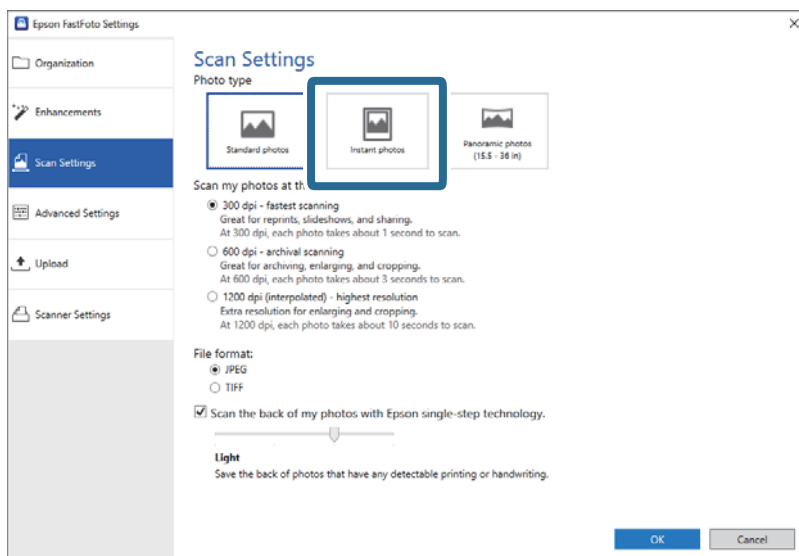 Epson FastFoto Settings
Organization
Enhancements
Scan Settings
Advanced Settings
Upload
Scanner Settings
Scan Settings
Photo type
Standard photos
Instant photos
Panoramic photos
(15.5 - 36 in)
Scan my photos at
300 dpi - fastest scanning
Great for reprints, slideshows, and sharing.
At 300 dpi, each photo takes about 1 second to scan.
600 dpi - archival scanning
Great for archiving, enlarging, and cropping.
At 600 dpi, each photo takes about 3 seconds to scan.
1200 dpi (interpolated) - highest resolution
Extra resolution for enlarging and cropping.
At 1200 dpi, each photo takes about 10 seconds to scan.
File format:
JPEG
TIFF
Scan the back of my photos with Epson single-step technology.
Light
Save the back of photos that have any detectable printing or handwriting.
OK
Cancel